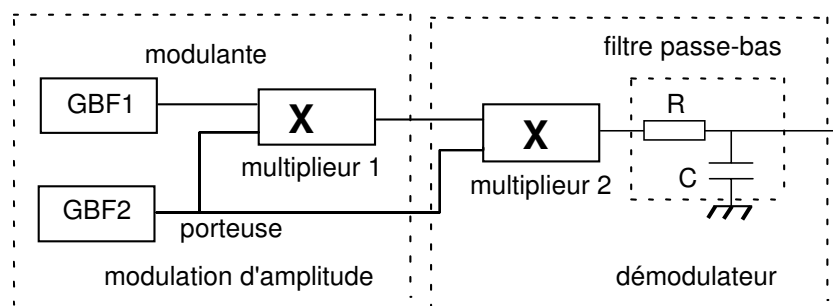 modulante
GBF1
X
multiplieur 1
GBF2
porteuse
modulation d'amplitude
filtre passe-bas
R
X
multiplieur 2
C
démodulateur